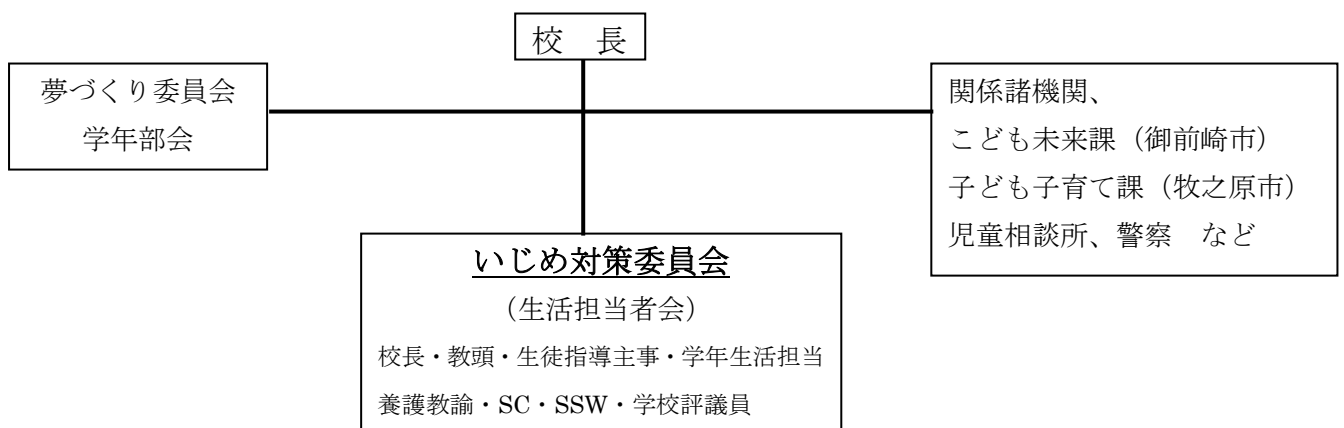 校　長
夢づくり委員会
学年部会
関係諸機関、
こども未来課（御前崎市）
子ども子育て課（牧之原市）
児童相談所、警察　など
いじめ対策委員会
（生活担当者会）
校長・教頭・生徒指導主事・学年生活担当
養護教諭・SC・SSW・学校評議員